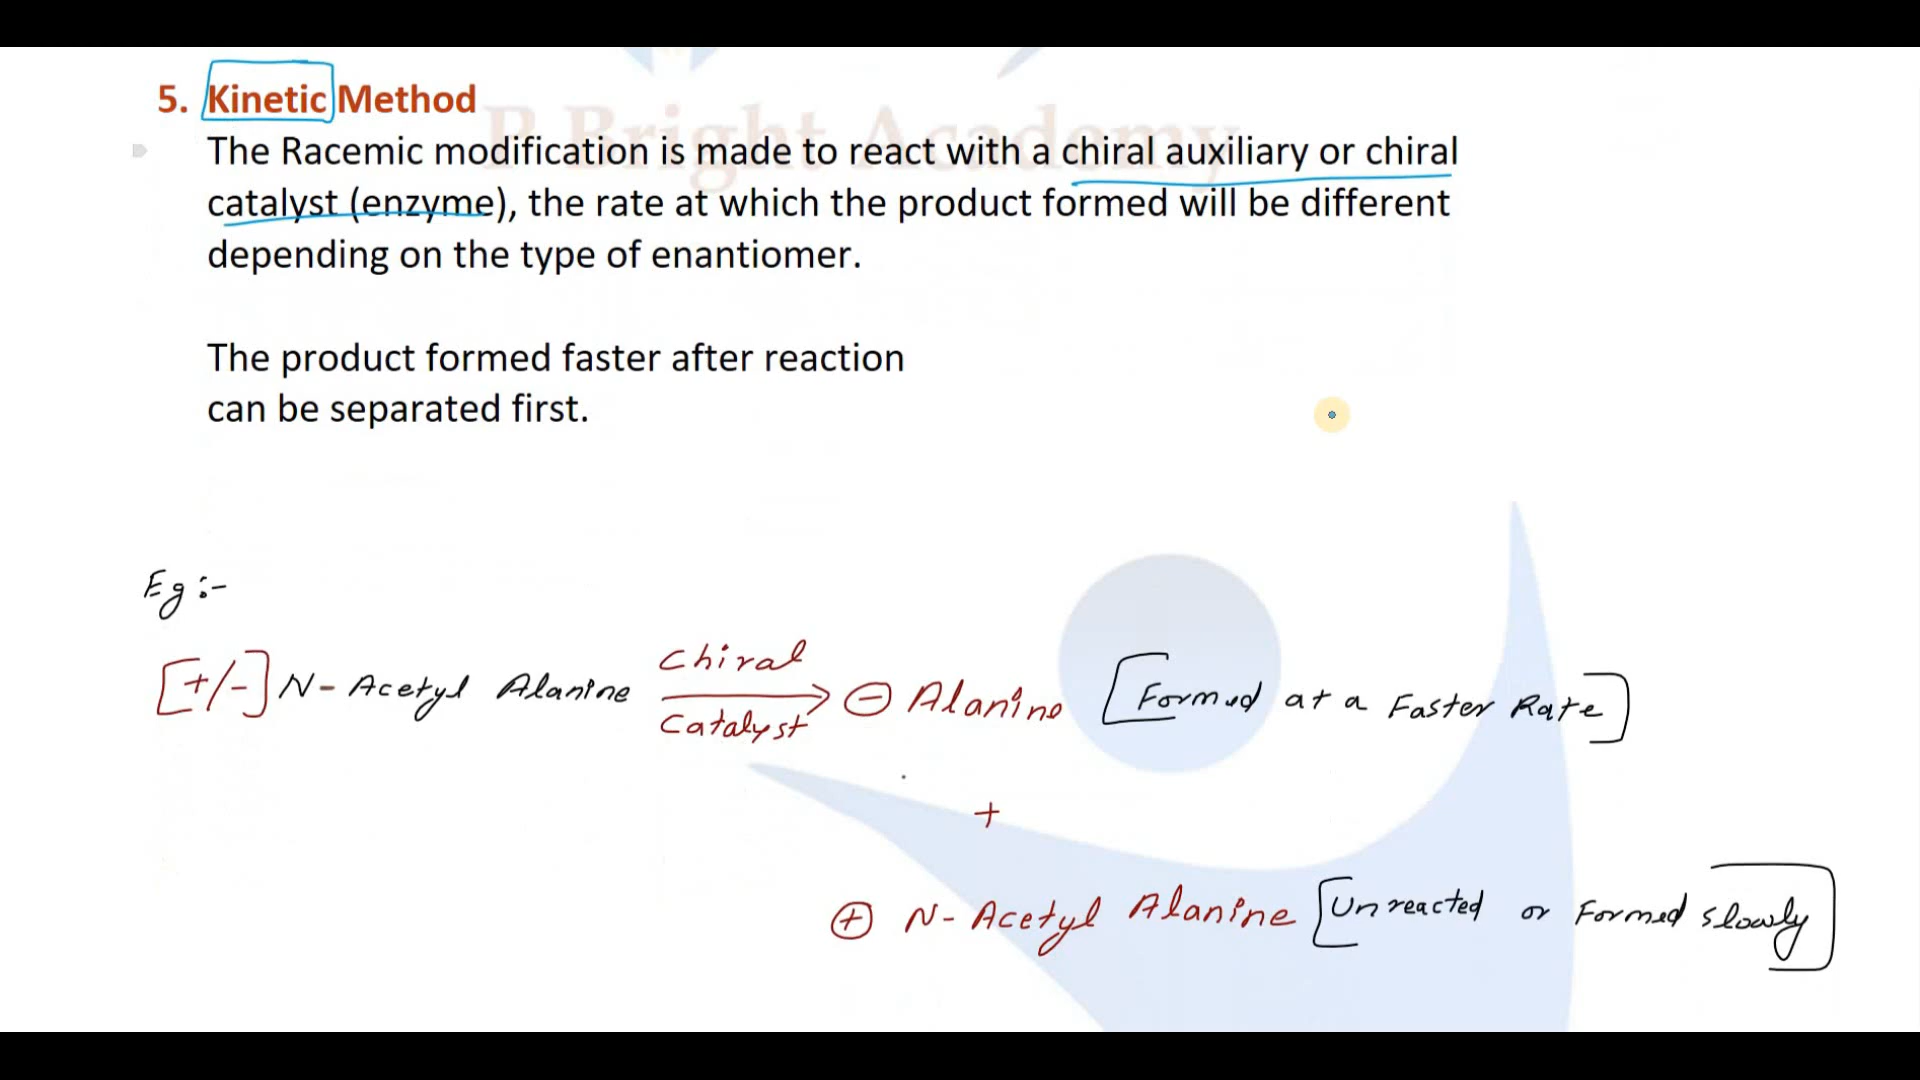 P Bright Academy
5. Kinetic Method
The Racemic modification is made to react with a chiral auxiliary or chiral
catalyst (enzyme), the rate at which the product formed will be different
depending on the type of enantiomer.
The product formed faster after reaction
can be separated first.
Eg :-
[+/-] N-Acetyl Alanine Chiral catalyst → ⊖ Alanine [Formed at a Faster Rate]
+
⊕ N-Acetyl Alanine [Unreacted or Formed slowly]